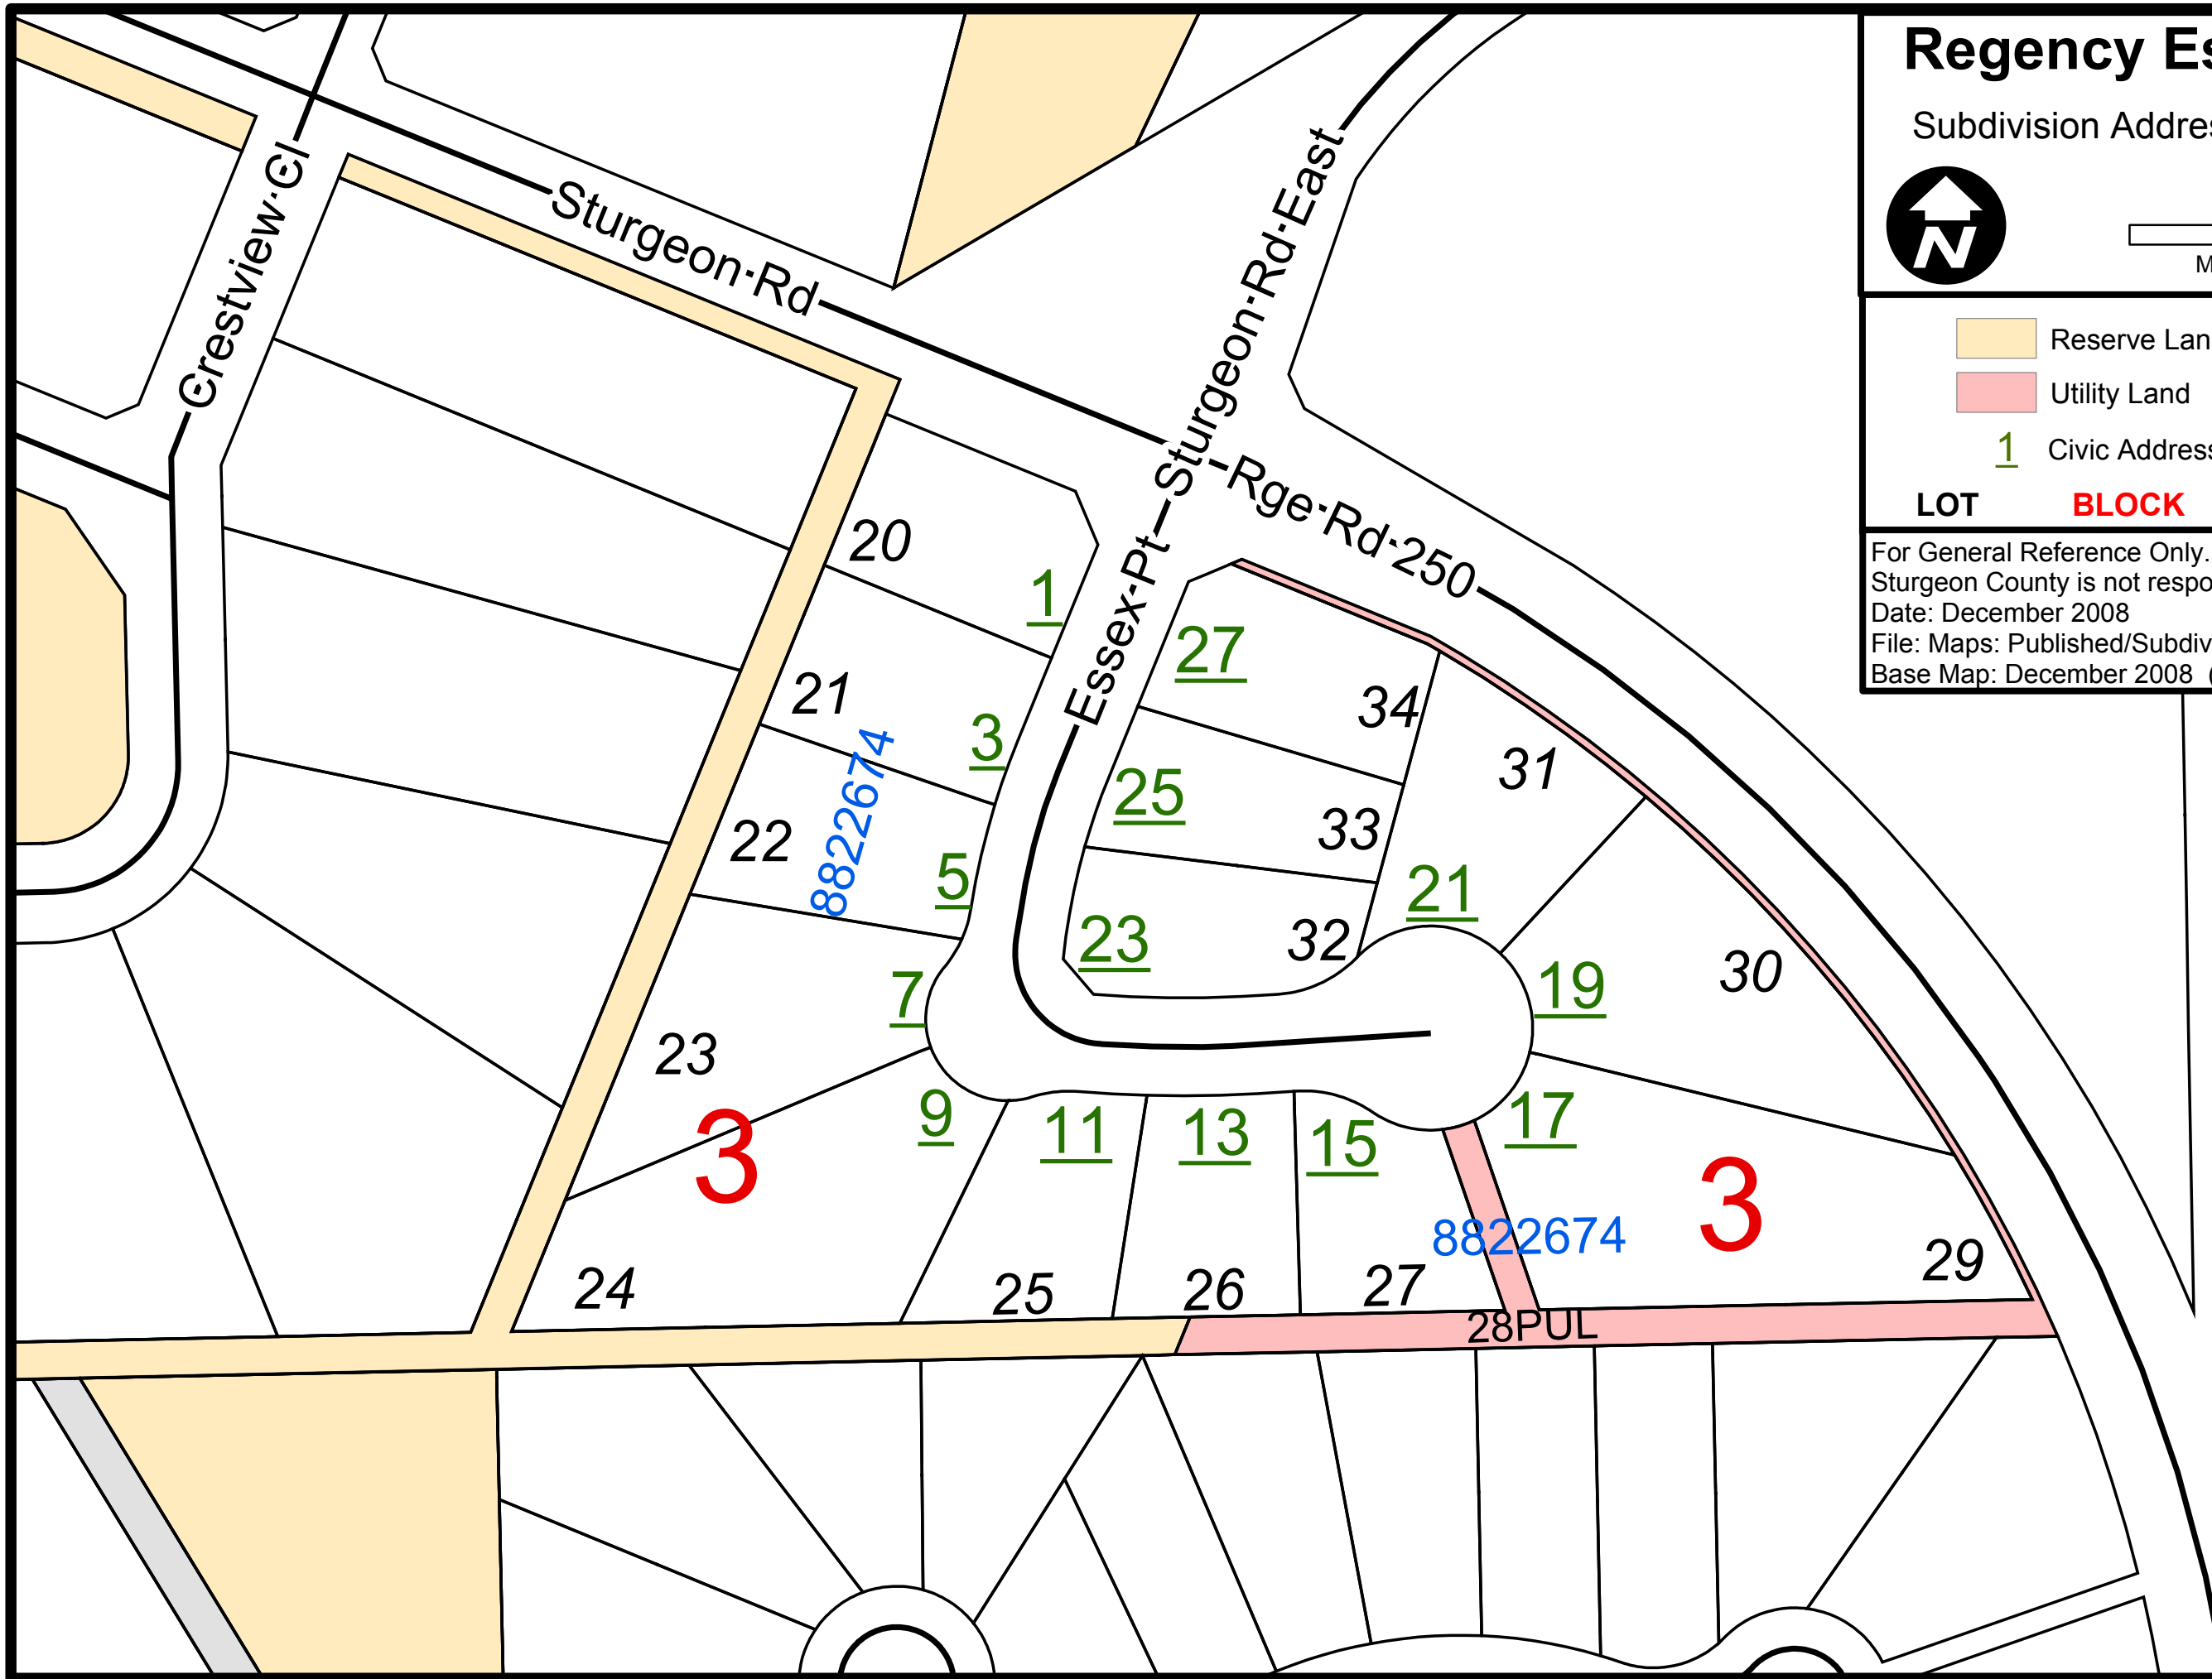 Regency Es
Subdivision Addres
N
M
Reserve Lan
Utility Land
1 Civic Address
LOT BLOCK
For General Reference Only.
Sturgeon County is not respo
Date: December 2008
File: Maps: Published/Subdiv
Base Map: December 2008 (
Crestview Cl
Sturgeon Rd
Sturgeon Rd East
Rge Rd 250
Essex Pt
20
1
27
21
34
3
31
25
22
8822674
33
5
21
23
32
7
19
30
23
9
11
13
15
17
3
3
8822674
24
25
26
27
29
28PUL